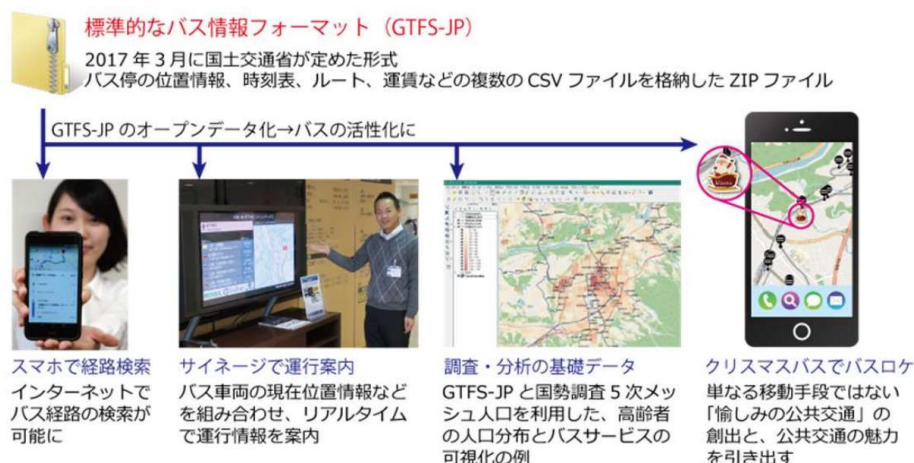 標準的なバス情報フォーマット（GTFS-JP）
2017 年 3 月に国土交通省が定めた形式
バス停の位置情報、時刻表、ルート、運賃などの複数の CSV ファイルを格納した ZIP ファイル
GTFS-JP のオープンデータ化→バスの活性化に
スマホで経路検索
インターネットで
バス経路の検索が
可能に
サイネージで運行案内
バス車両の現在位置情報など
を組み合わせ、リアルタイム
で運行情報を案内
調査・分析の基礎データ
GTFS-JP と国勢調査 5 次メッ
シュ人口を利用した、高齢者
の人口分布とバスサービスの
可視化の例
クリスマスバスでバスロケ
単なる移動手段ではない
「愉しみの公共交通」の
創出と、公共交通の魅力
を引き出す